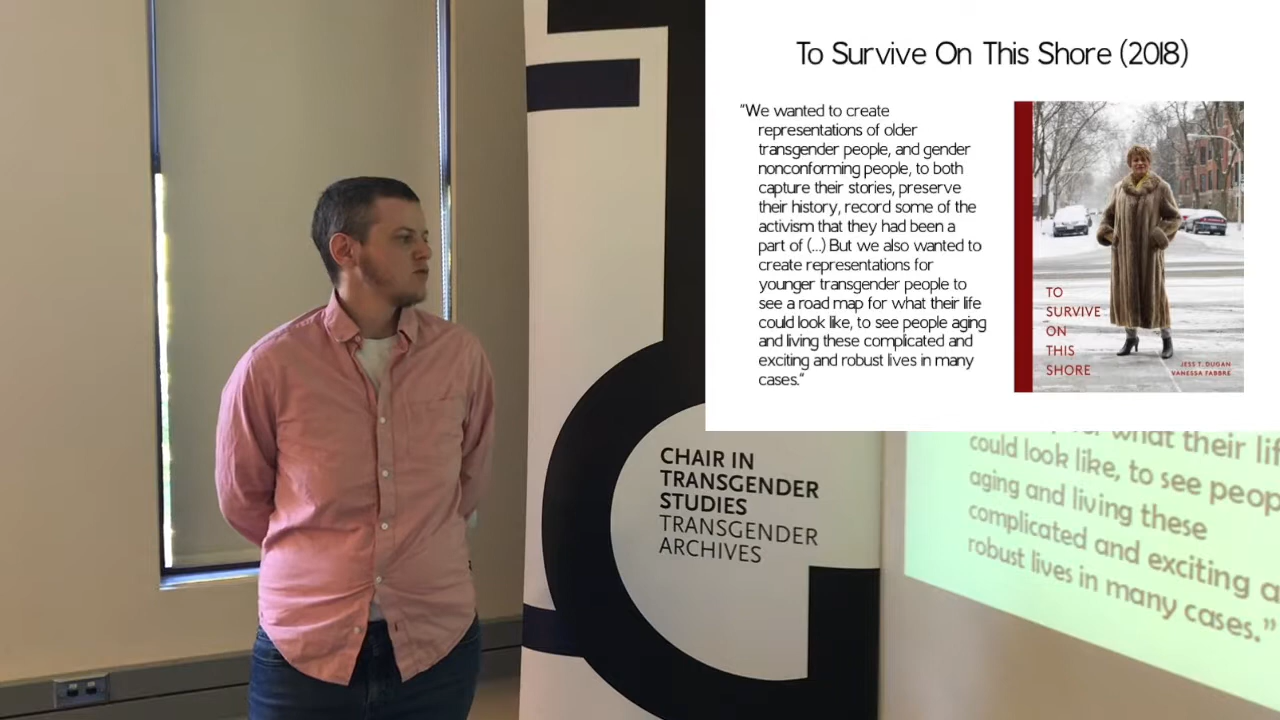 To Survive On This Shore (2018)
"We wanted to create
representations of older
transgender people, and gender
nonconforming people, to both
capture their stories, preserve
their history, record some of the
activism that they had been a
part of (...) But we also wanted to
create representations for
younger transgender people to
see a road map for what their life
could look like, to see people aging
and living these complicated and
exciting and robust lives in many
cases."
TO
SURVIVE
ON
THIS
SHORE
JESS T. DUGAN
VANESSA FABBRE
CHAIR IN
TRANSGENDER
STUDIES
TRANSGENDER
ARCHIVES
what their lif
could look like, to see peop
aging and living these
complicated and exciting a
robust lives in many cases."